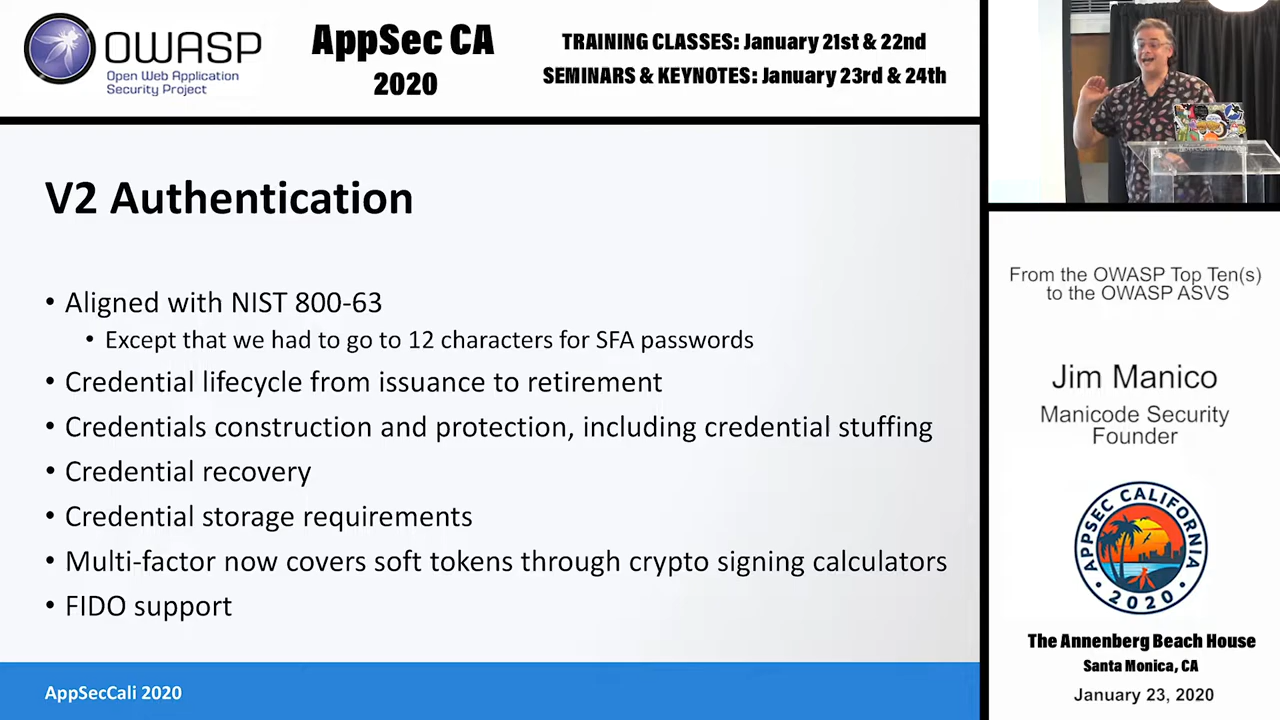 OWASP
Open Web Application
Security Project
AppSec CA
2020
TRAINING CLASSES: January 21st & 22nd
SEMINARS & KEYNOTES: January 23rd & 24th
V2 Authentication
• Aligned with NIST 800-63
• Except that we had to go to 12 characters for SFA passwords
• Credential lifecycle from issuance to retirement
• Credentials construction and protection, including credential stuffing
• Credential recovery
• Credential storage requirements
• Multi-factor now covers soft tokens through crypto signing calculators
• FIDO support
AppSecCali 2020
From the OWASP Top Ten(s)
to the OWASP ASVS
Jim Manico
Manicode Security
Founder
APPSEC CALIFORNIA
• 2020 •
The Annenberg Beach House
Santa Monica, CA
January 23, 2020